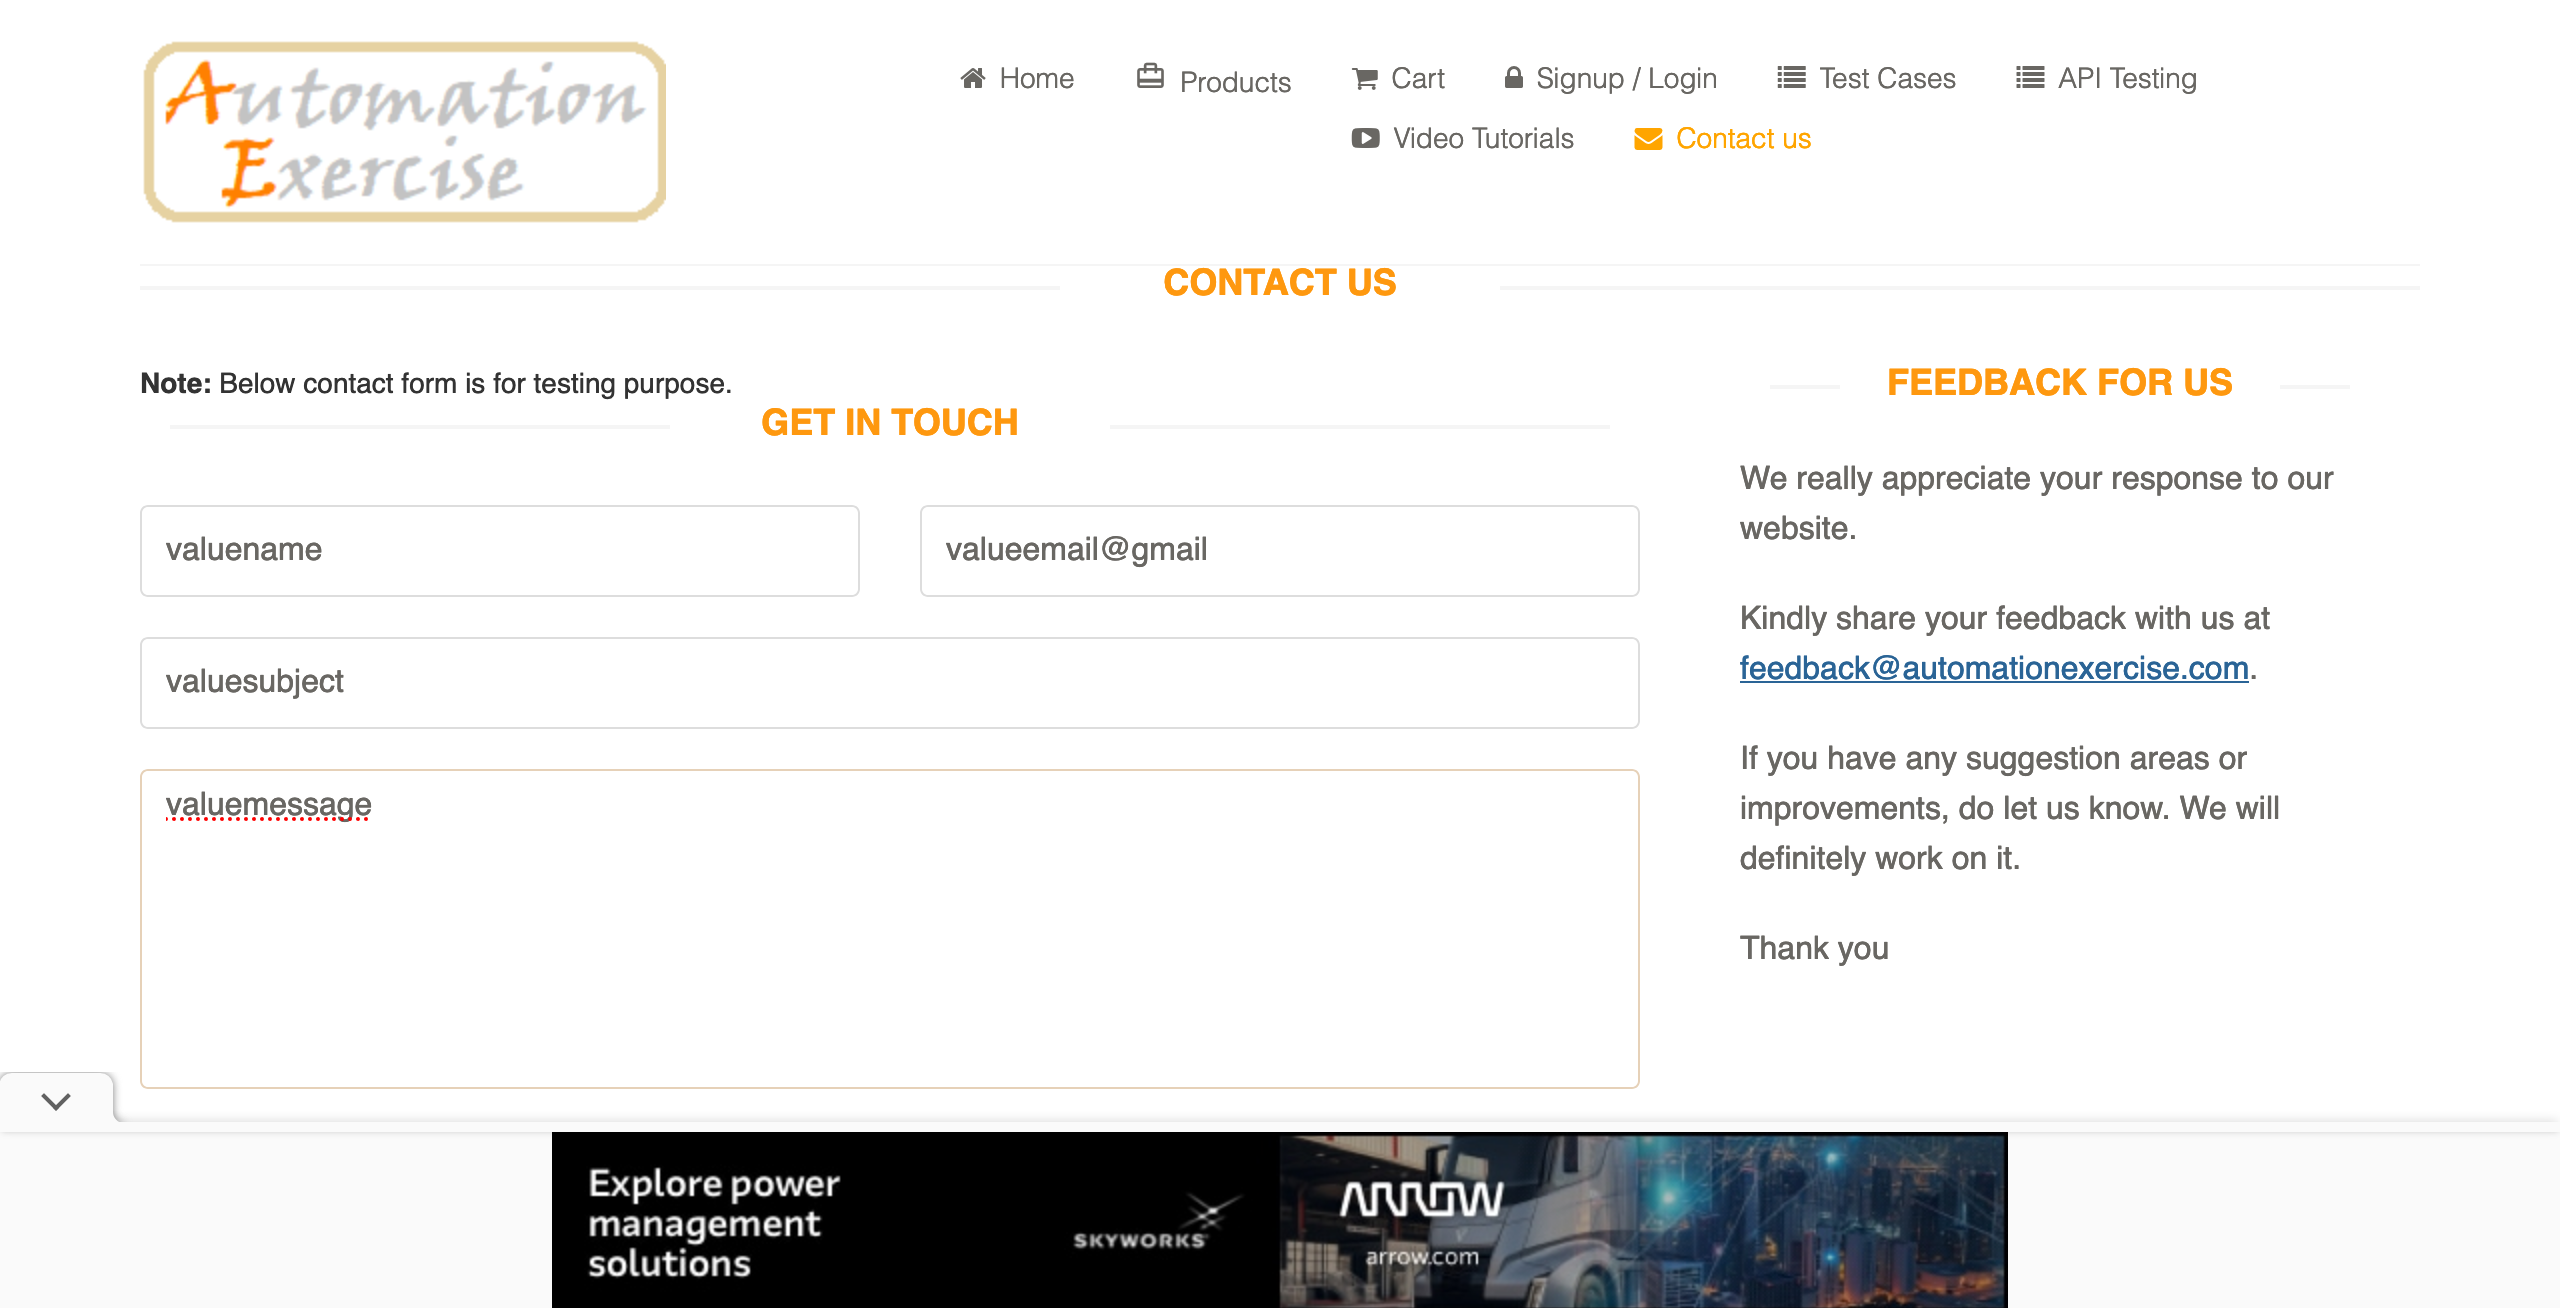 Automation
Exercise
Home
Products
Cart
Signup / Login
Test Cases
API Testing
Video Tutorials
Contact us
CONTACT US
Note: Below contact form is for testing purpose.
GET IN TOUCH
valuename
valueemail@gmail
valuesubject
valuemessage
FEEDBACK FOR US
We really appreciate your response to our
website.
Kindly share your feedback with us at
feedback@automationexercise.com.
If you have any suggestion areas or
improvements, do let us know. We will
definitely work on it.
Thank you
Explore power
management
solutions
SKYWORKS
ARROW
arrow.com